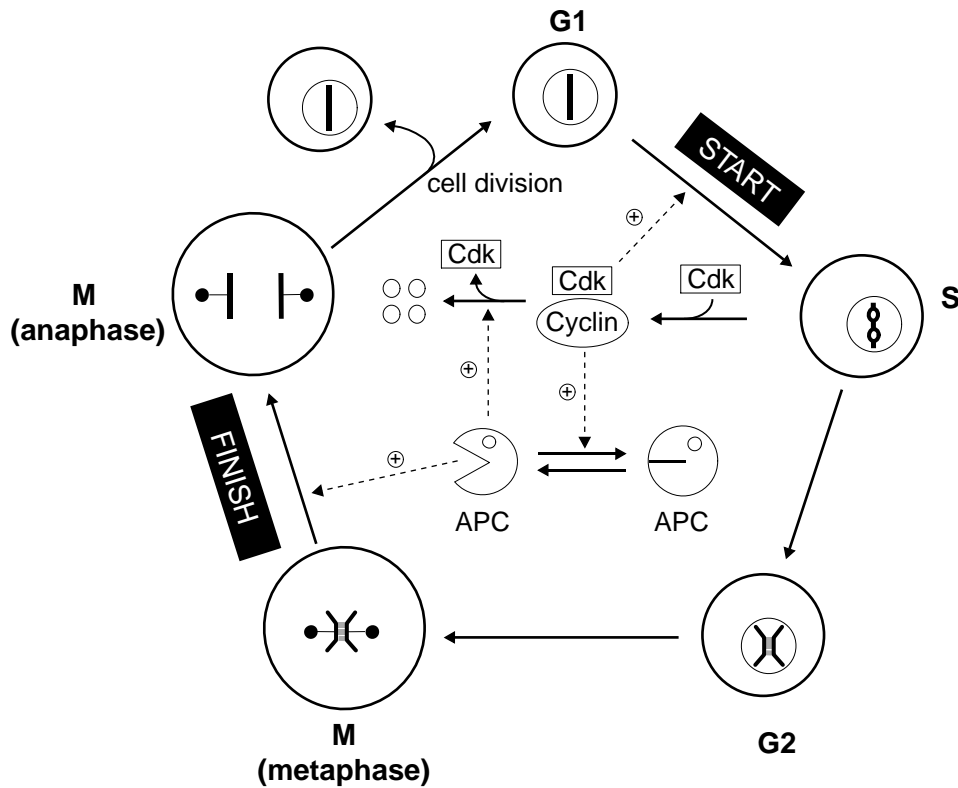 G1
START
cell division
⊕
Cdk
Cdk
Cdk
S
M
(anaphase)
Cyclin
⊕
⊕
FINISH
⊕
APC
APC
M
(metaphase)
G2